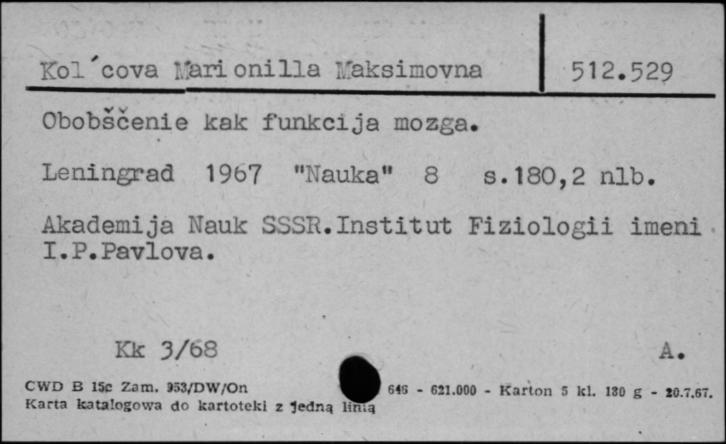 Kol´cova Marionilla Maksimovna 512.529
Obobščenie kak funkcija mozga.
Leningrad 1967 "Nauka" 8 s.180,2 nlb.
Akademija Nauk SSSR.Institut Fiziologii imeni
I.P.Pavlova.
Kk 3/68 A.
CWD B 15c Zam. 953/DW/On 646 - 621.000 - Karton 5 kl. 180 g - 20.7.67.
Karta katalogowa do kartoteki z jedną linią